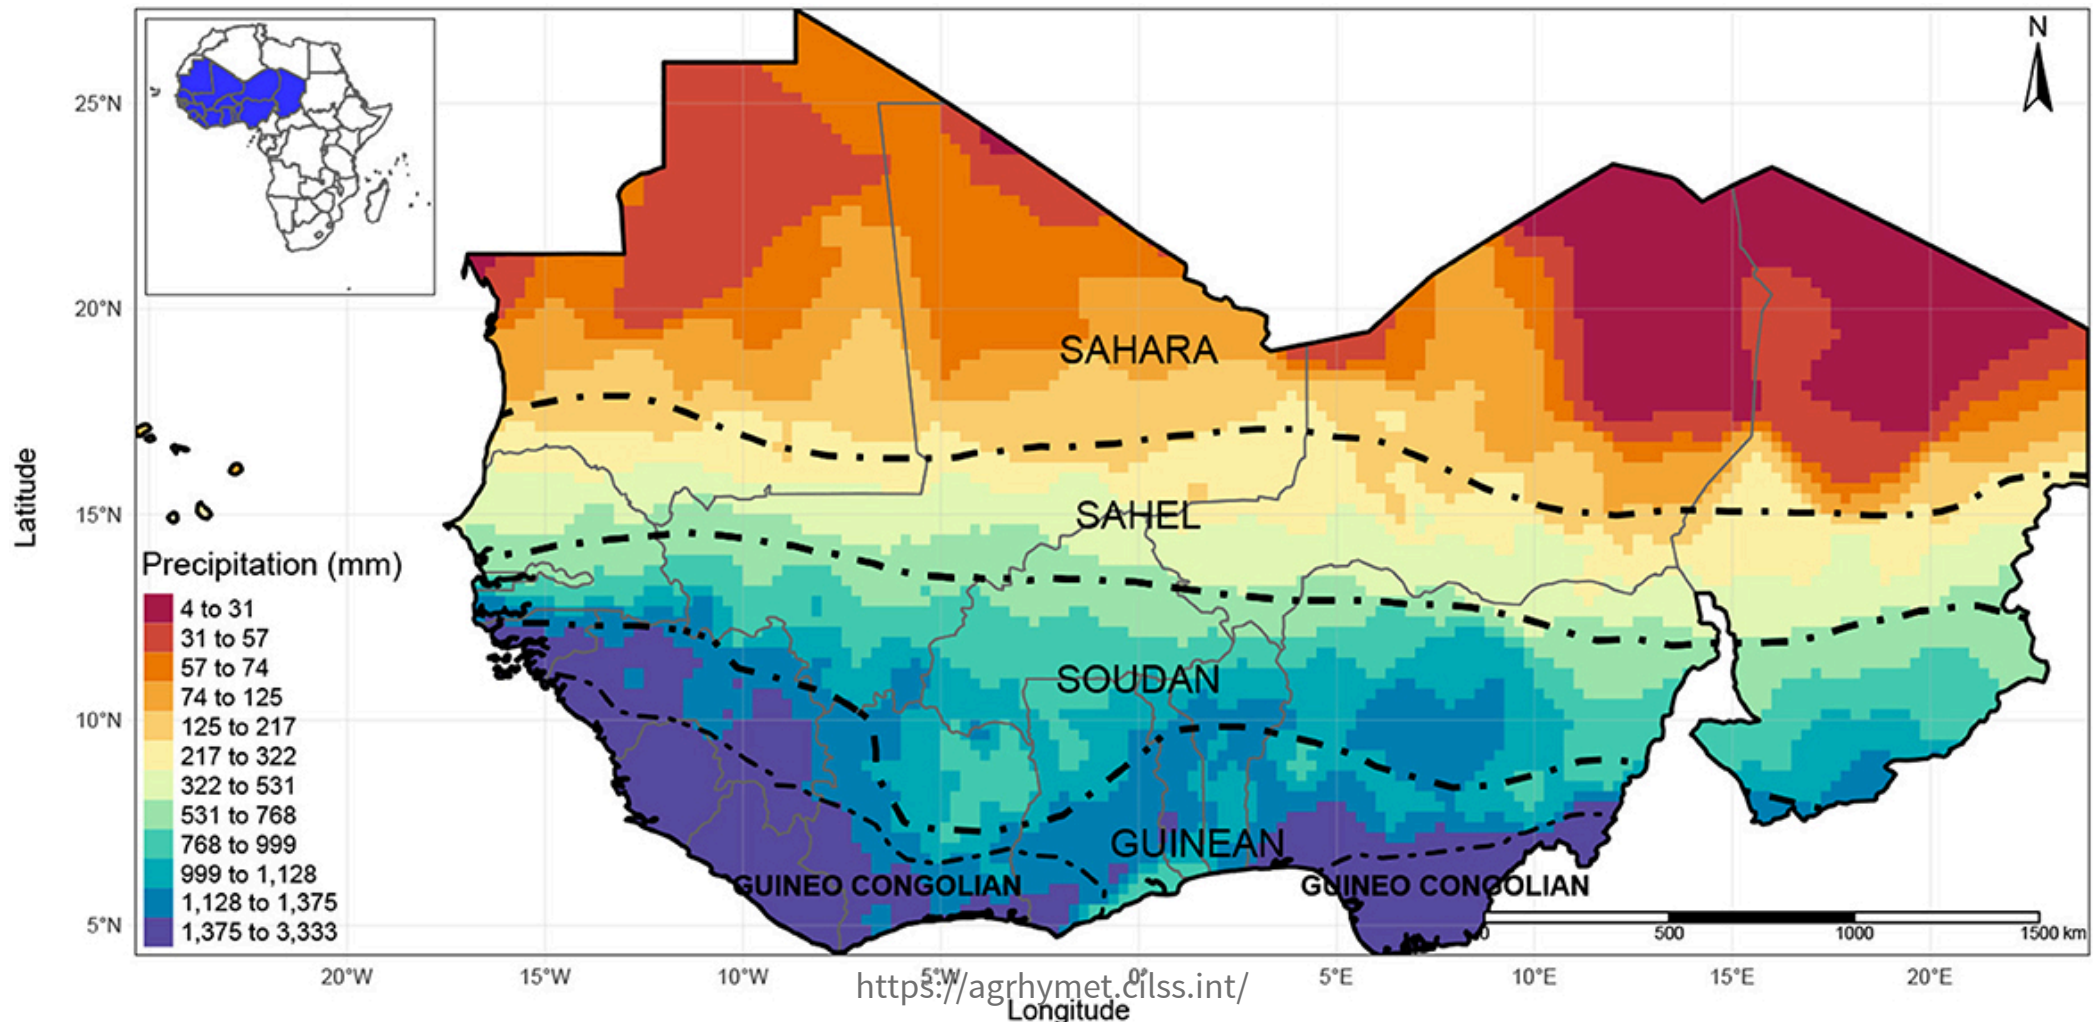 N
25°N
20°N
15°N
10°N
5°N
Latitude
SAHARA
SAHEL
SOUDAN
GUINEAN
GUINEO CONGOLIAN
GUINEO CONGOLIAN
Precipitation (mm)
4 to 31
31 to 57
57 to 74
74 to 125
125 to 217
217 to 322
322 to 531
531 to 768
768 to 999
999 to 1,128
1,128 to 1,375
1,375 to 3,333
0 500 1000 1500 km
20°W 15°W 10°W 5°W 0° 5°E 10°E 15°E 20°E
https://agrhymet.cilss.int/
Longitude